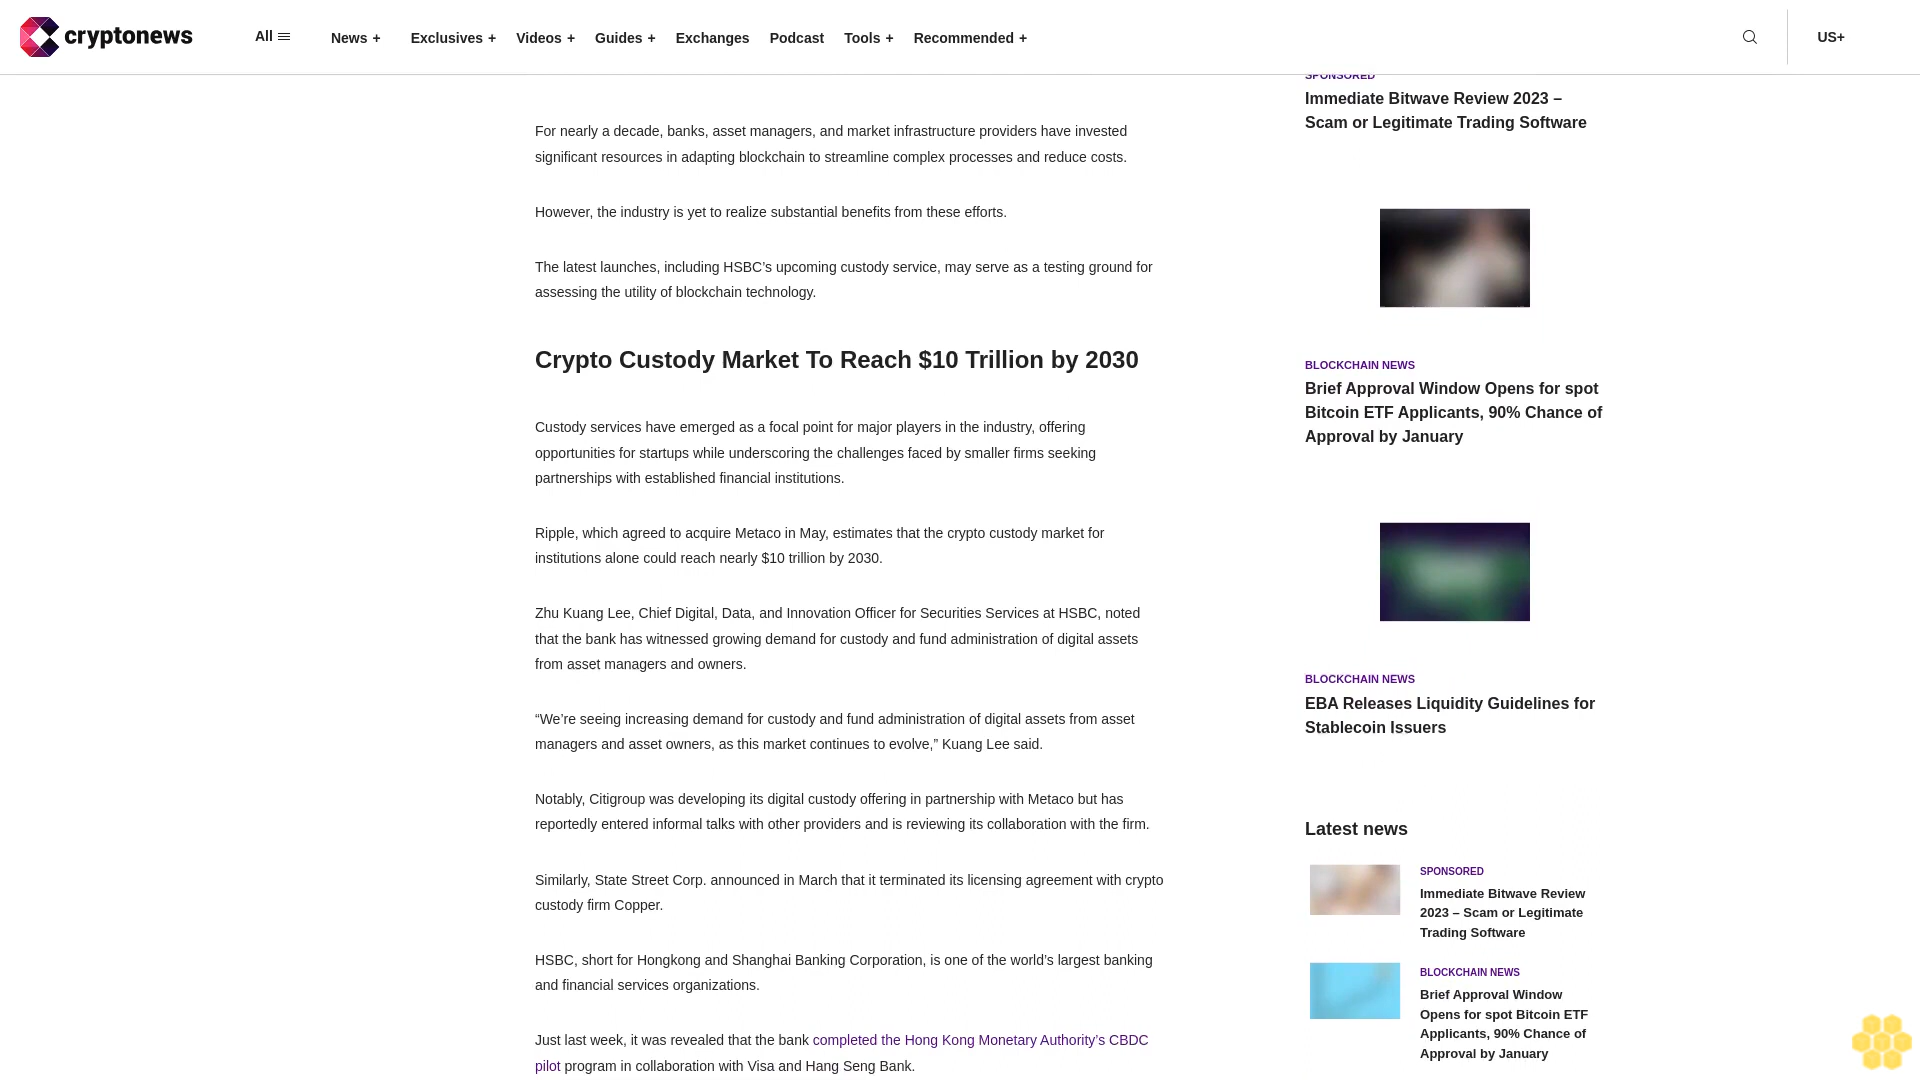 cryptonews
All
News +
Exclusives +
Videos +
Guides +
Exchanges
Podcast
Tools +
Recommended +
US+
For nearly a decade, banks, asset managers, and market infrastructure providers have invested
significant resources in adapting blockchain to streamline complex processes and reduce costs.
However, the industry is yet to realize substantial benefits from these efforts.
The latest launches, including HSBC’s upcoming custody service, may serve as a testing ground for
assessing the utility of blockchain technology.
Crypto Custody Market To Reach $10 Trillion by 2030
Custody services have emerged as a focal point for major players in the industry, offering
opportunities for startups while underscoring the challenges faced by smaller firms seeking
partnerships with established financial institutions.
Ripple, which agreed to acquire Metaco in May, estimates that the crypto custody market for
institutions alone could reach nearly $10 trillion by 2030.
Zhu Kuang Lee, Chief Digital, Data, and Innovation Officer for Securities Services at HSBC, noted
that the bank has witnessed growing demand for custody and fund administration of digital assets
from asset managers and owners.
“We’re seeing increasing demand for custody and fund administration of digital assets from asset
managers and asset owners, as this market continues to evolve,” Kuang Lee said.
Notably, Citigroup was developing its digital custody offering in partnership with Metaco but has
reportedly entered informal talks with other providers and is reviewing its collaboration with the firm.
Similarly, State Street Corp. announced in March that it terminated its licensing agreement with crypto
custody firm Copper.
HSBC, short for Hongkong and Shanghai Banking Corporation, is one of the world’s largest banking
and financial services organizations.
Just last week, it was revealed that the bank completed the Hong Kong Monetary Authority’s CBDC
pilot program in collaboration with Visa and Hang Seng Bank.
SPONSORED
Immediate Bitwave Review 2023 –
Scam or Legitimate Trading Software
BLOCKCHAIN NEWS
Brief Approval Window Opens for spot
Bitcoin ETF Applicants, 90% Chance of
Approval by January
BLOCKCHAIN NEWS
EBA Releases Liquidity Guidelines for
Stablecoin Issuers
Latest news
SPONSORED
Immediate Bitwave Review
2023 – Scam or Legitimate
Trading Software
BLOCKCHAIN NEWS
Brief Approval Window
Opens for spot Bitcoin ETF
Applicants, 90% Chance of
Approval by January